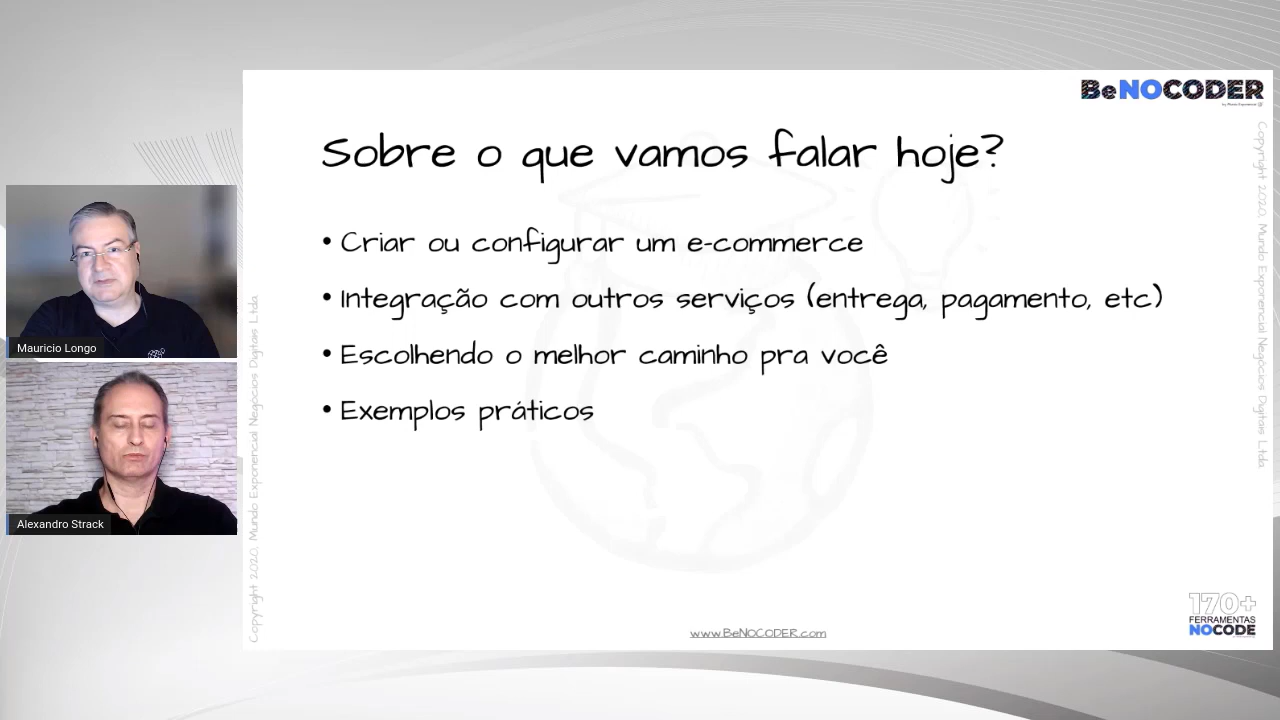 BeNOCODER
Sobre o que vamos falar hoje?
• Criar ou configurar um e-commerce
• Integração com outros serviços (entrega, pagamento, etc)
• Escolhendo o melhor caminho pra você
• Exemplos práticos
Mauricio Longo
Alexandro Strack
Copyright 2020, Mundo Exponencial Negócios Digitais Ltda
Copyright 2020, Mundo Exponencial Negócios Digitais Ltda
www.BeNOCODER.com
170+
FERRAMENTAS
NOCODE